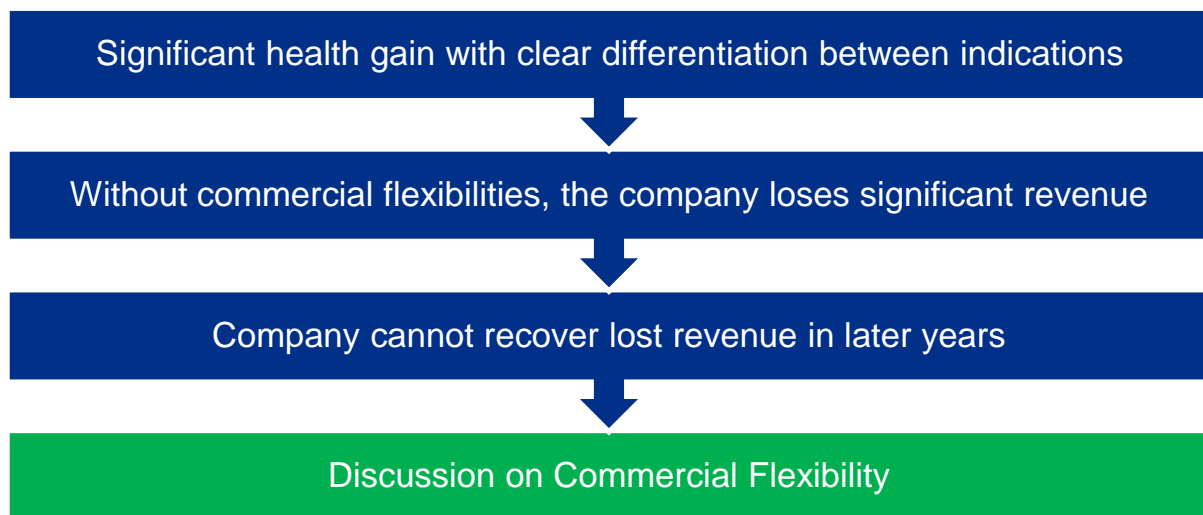 Significant health gain with clear differentiation between indications
Without commercial flexibilities, the company loses significant revenue
Company cannot recover lost revenue in later years
Discussion on Commercial Flexibility